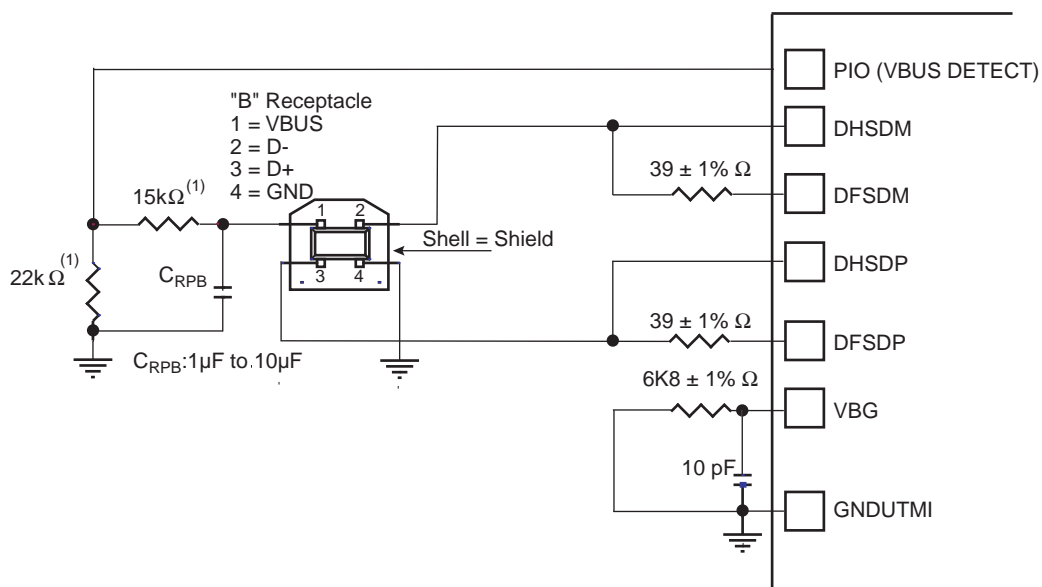 PIO (VBUS DETECT)
"B" Receptacle
1 = VBUS
2 = D-
3 = D+
4 = GND
DHSDM
39 ± 1% Ω
DFSDM
15kΩ(1)
1 2
Shell = Shield
3 4
DHSDP
22k Ω(1)
CRPB
39 ± 1% Ω
DFSDP
CRPB:1µF to 10µF
6K8 ± 1% Ω
VBG
10 pF
GNDUTMI